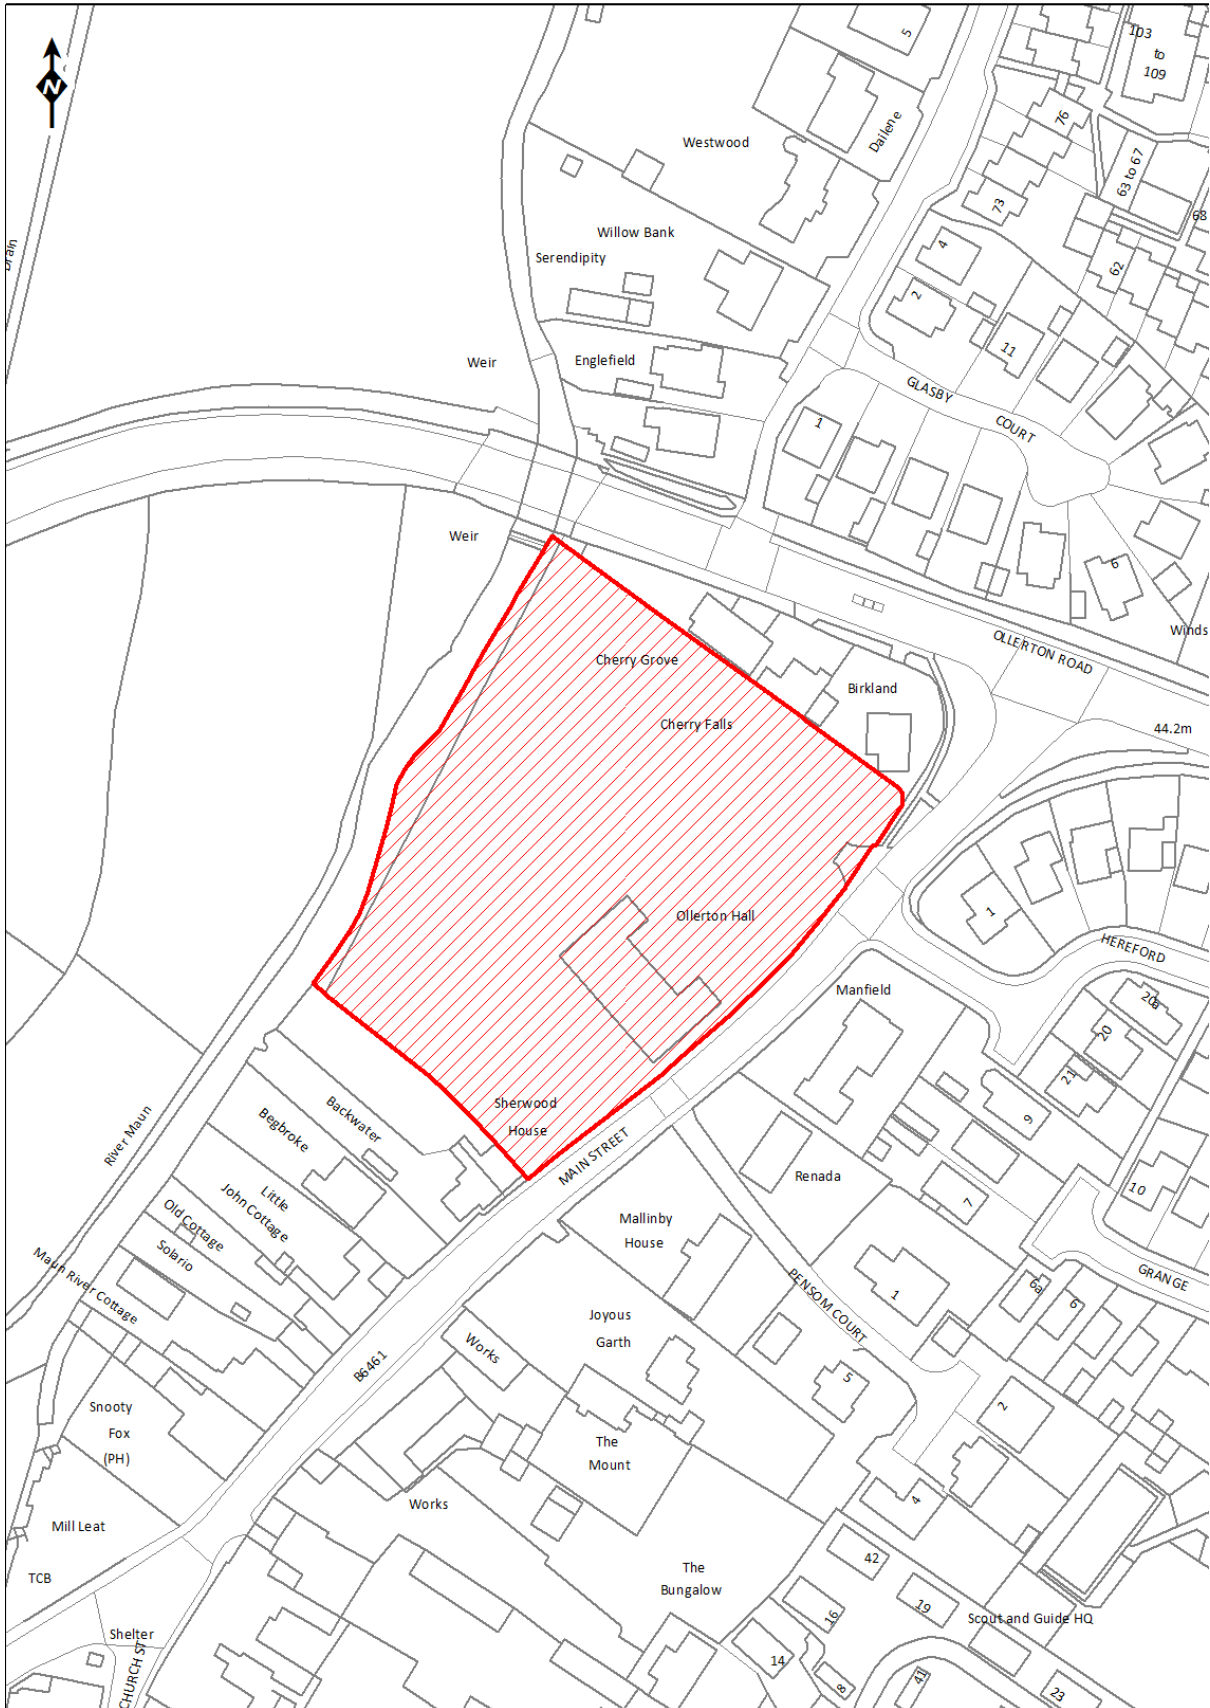 N
5
103
to
109
Drain
Westwood
Dailene
76
63 to 67
73
68
Willow Bank
4
Serendipity
62
2
Weir
Englefield
11
GLASBY
COURT
1
Weir
6
Winds
OLLERTON ROAD
Cherry Grove
Birkland
Cherry Falls
44.2m
Ollerton Hall
1
HEREFORD
Manfield
20a
20
21
Sherwood
House
Backwater
Begbroke
9
River Maun
MAIN STREET
Renada
Little
John Cottage
7
10
Old Cottage
Solario
Mallinby
House
Maun River Cottage
PENSOM COURT
GRANGE
1
6a
6
Joyous
Garth
Works
B6461
5
Snooty
Fox
(PH)
2
The
Mount
Works
4
Mill Leat
42
TCB
The
Bungalow
16
19
Scout and Guide HQ
Shelter
CHURCH ST
14
8
41
23